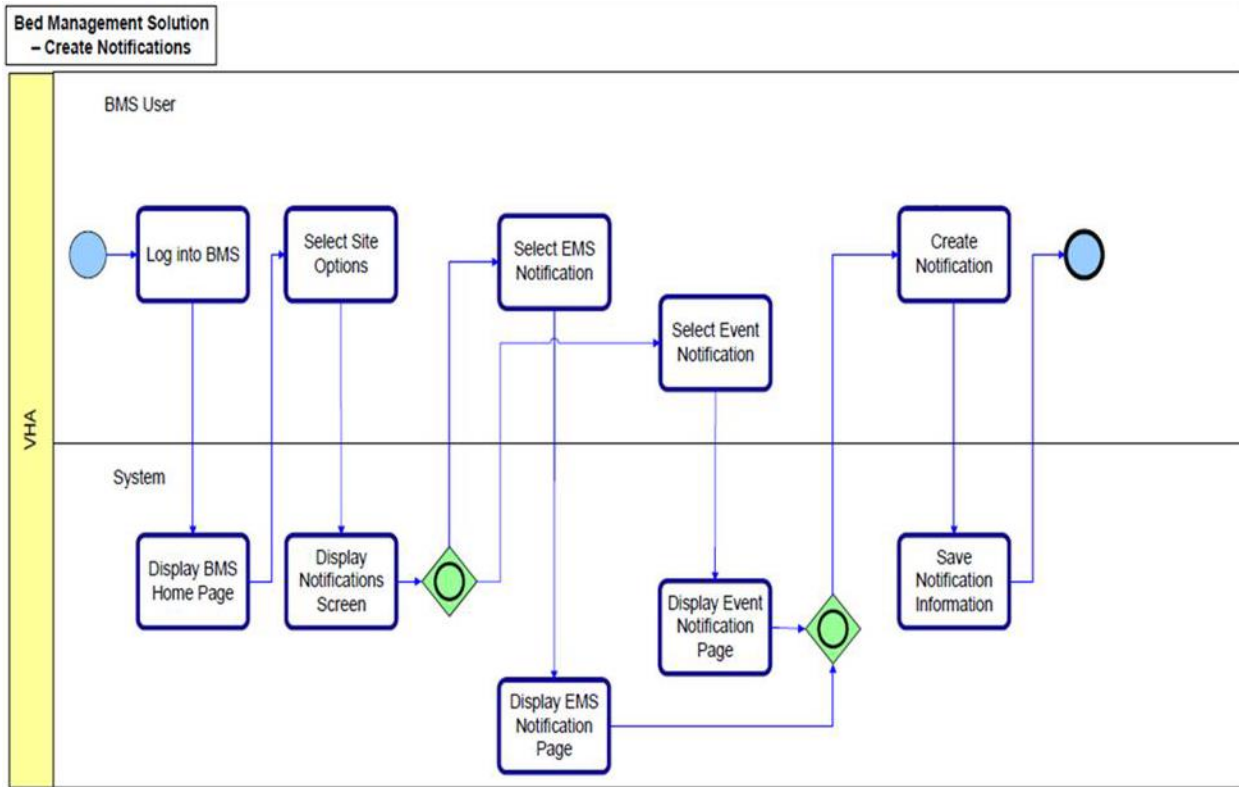 Bed Management Solution
– Create Notifications
VHA
BMS User
Log into BMS
Select Site
Options
Select EMS
Notification
Select Event
Notification
Create
Notification
System
Display BMS
Home Page
Display
Notifications
Screen
Display Event
Notification
Page
Display EMS
Notification
Page
Save
Notification
Information